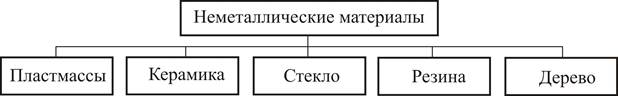 Неметаллические материалы
Пластмассы
Керамика
Стекло
Резина
Дерево